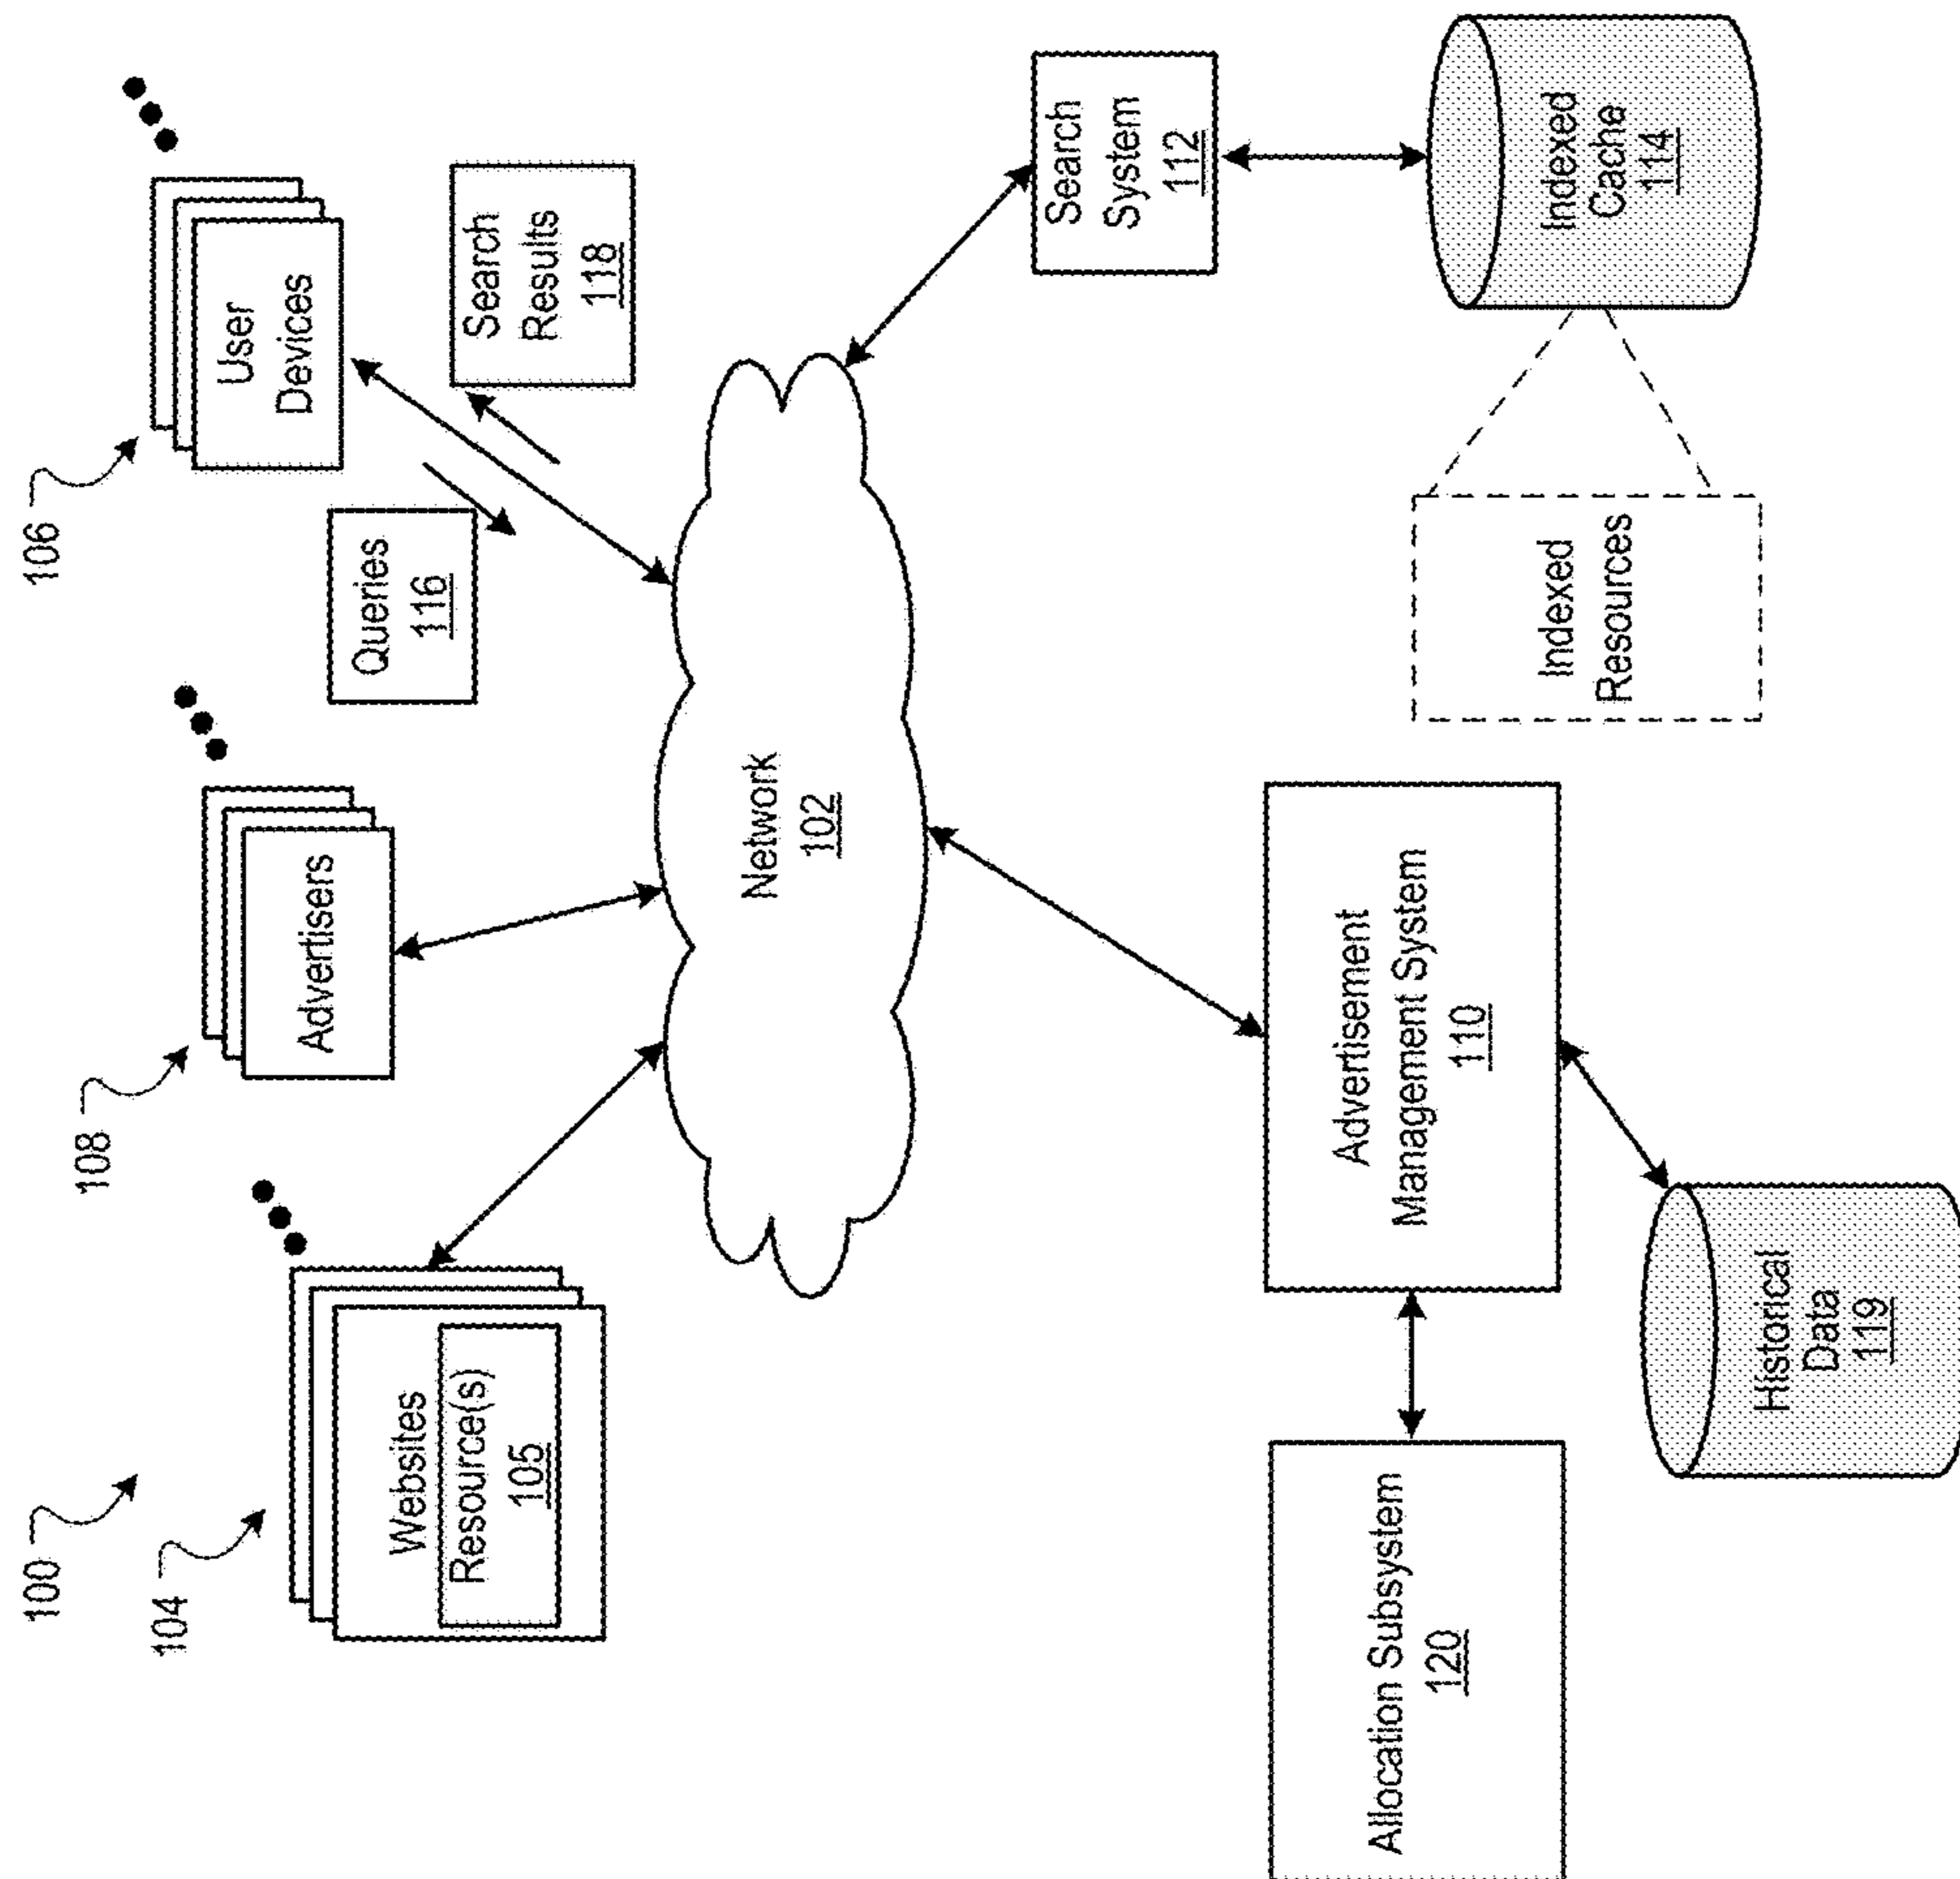 100
104
Websites
Resource(s)
105
108
Advertisers
106
User
Devices
Queries
116
Search
Results
118
Network
102
Search
System
112
Indexed
Cache
114
Indexed
Resources
Advertisement
Management System
110
Allocation Subsystem
120
Historical
Data
119